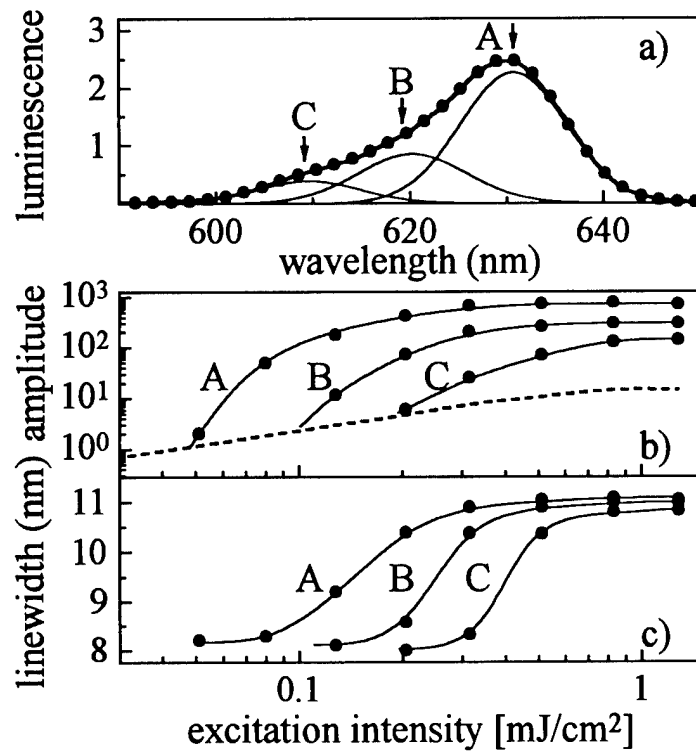 luminescence
3
2
1
A
B
C
a)
600
620
640
wavelength (nm)
amplitude
10³
10²
10¹
10⁰
A
B
C
b)
linewidth (nm)
11
10
9
8
A
B
C
c)
0.1
1
excitation intensity [mJ/cm²]